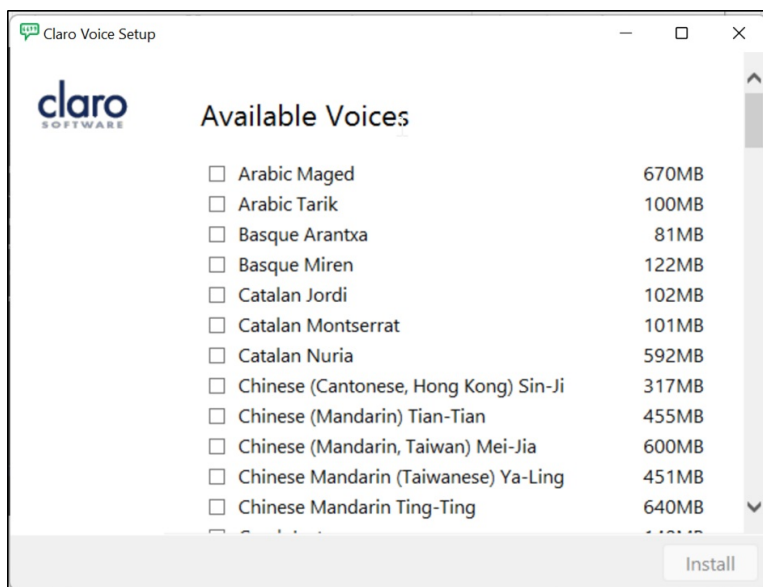 Claro Voice Setup
claro
SOFTWARE
Available Voices
Arabic Maged 670MB
Arabic Tarik 100MB
Basque Arantxa 81MB
Basque Miren 122MB
Catalan Jordi 102MB
Catalan Montserrat 101MB
Catalan Nuria 592MB
Chinese (Cantonese, Hong Kong) Sin-Ji 317MB
Chinese (Mandarin) Tian-Tian 455MB
Chinese (Mandarin, Taiwan) Mei-Jia 600MB
Chinese Mandarin (Taiwanese) Ya-Ling 451MB
Chinese Mandarin Ting-Ting 640MB
Install